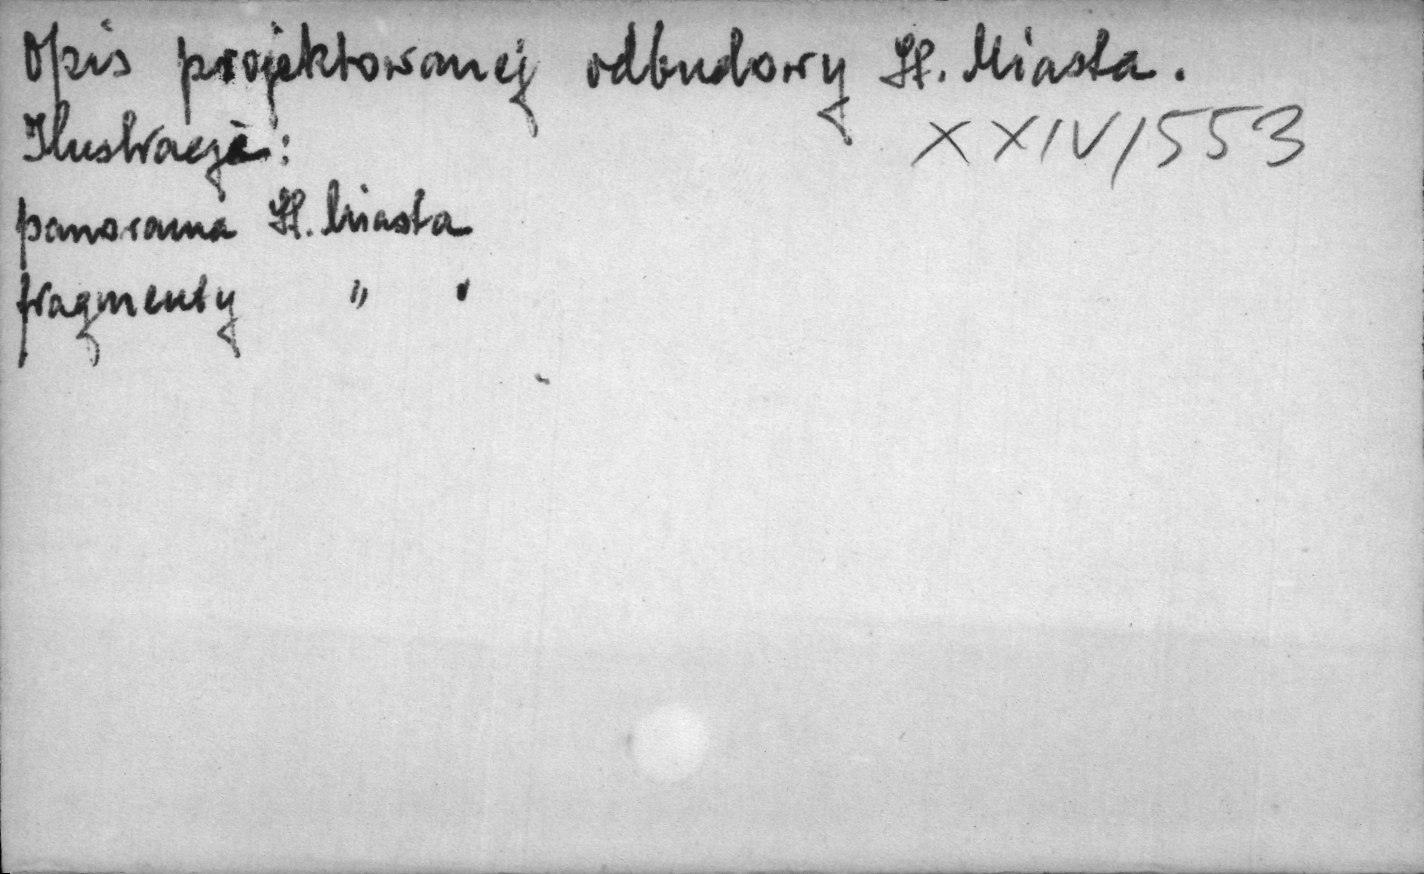 Opis projektowanej odbudowy St. Miasta.
XXIV/553
Ilustracje:
panorama St. Miasta
fragmenty " "